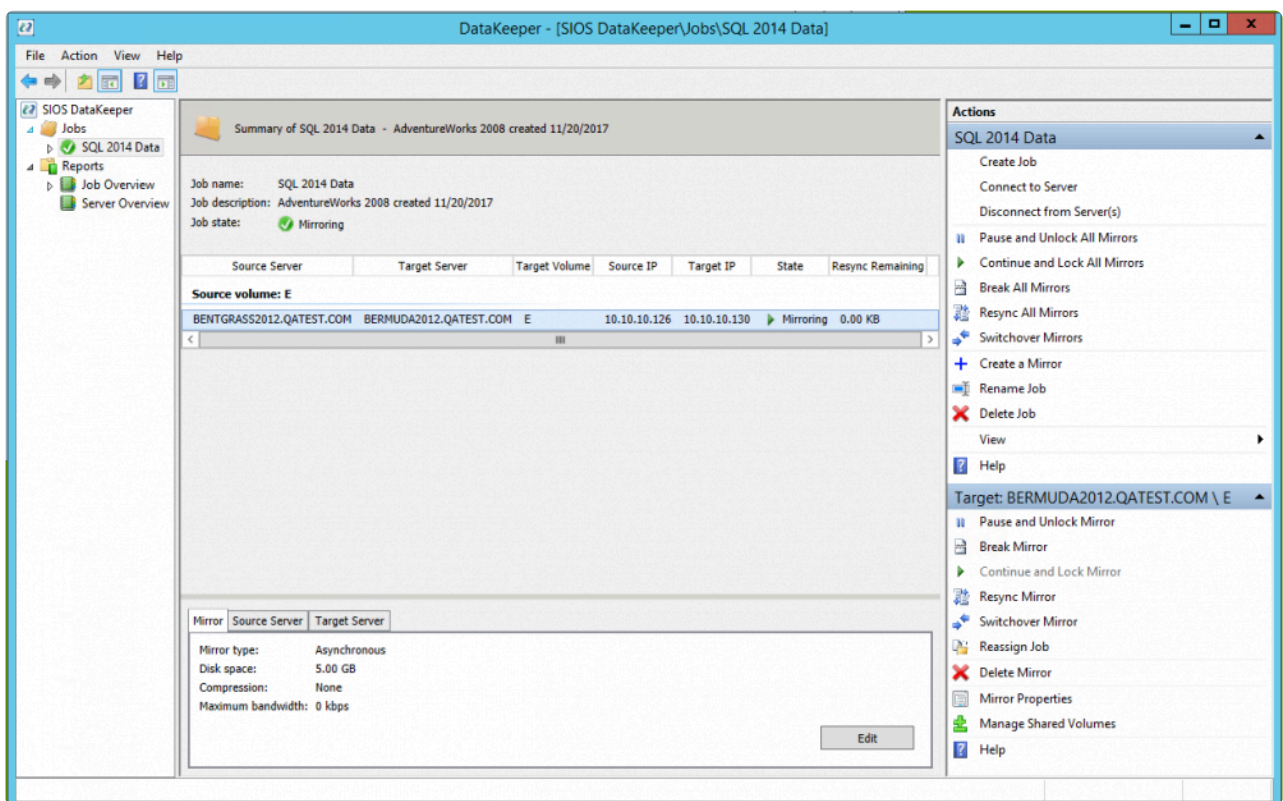 DataKeeper - [SIOS DataKeeper\Jobs\SQL 2014 Data]
File Action View Help
SIOS DataKeeper
Jobs
SQL 2014 Data
Reports
Job Overview
Server Overview
Summary of SQL 2014 Data - AdventureWorks 2008 created 11/20/2017
Job name: SQL 2014 Data
Job description: AdventureWorks 2008 created 11/20/2017
Job state: Mirroring
Source Server Target Server Target Volume Source IP Target IP State Resync Remaining
Source volume: E
BENTGRASS2012.QATEST.COM BERMUDA2012.QATEST.COM E 10.10.10.126 10.10.10.130 Mirroring 0.00 KB
Mirror Source Server Target Server
Mirror type: Asynchronous
Disk space: 5.00 GB
Compression: None
Maximum bandwidth: 0 kbps
Edit
Actions
SQL 2014 Data
Create Job
Connect to Server
Disconnect from Server(s)
Pause and Unlock All Mirrors
Continue and Lock All Mirrors
Break All Mirrors
Resync All Mirrors
Switchover Mirrors
Create a Mirror
Rename Job
Delete Job
View
Help
Target: BERMUDA2012.QATEST.COM \ E
Pause and Unlock Mirror
Break Mirror
Continue and Lock Mirror
Resync Mirror
Switchover Mirror
Reassign Job
Delete Mirror
Mirror Properties
Manage Shared Volumes
Help